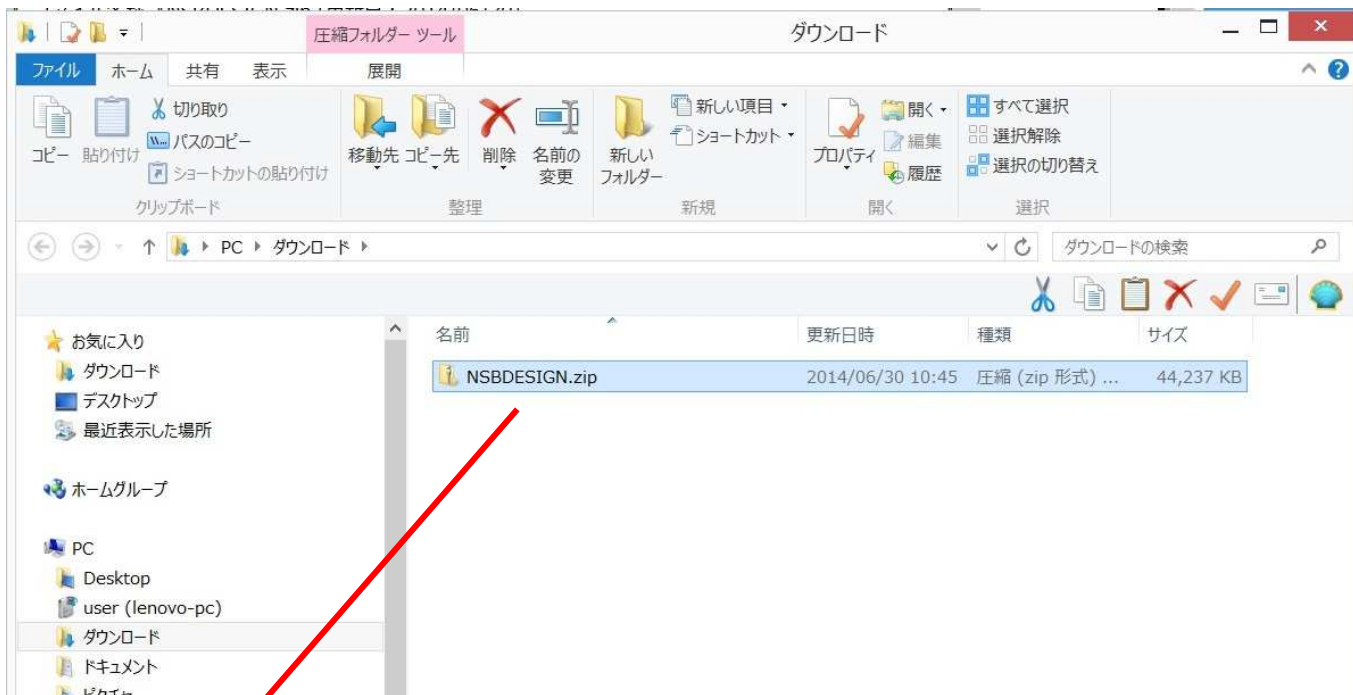 圧縮フォルダー ツール
ダウンロード
ファイル
ホーム
共有
表示
展開
コピー
貼り付け
切り取り
パスのコピー
ショートカットの貼り付け
クリップボード
移動先
コピー先
削除
名前の
変更
整理
新しい
フォルダー
新しい項目
ショートカット
新規
プロパティ
開く
編集
履歴
開く
すべて選択
選択解除
選択の切り替え
選択
PC
ダウンロード
ダウンロードの検索
お気に入り
ダウンロード
デスクトップ
最近表示した場所
ホームグループ
PC
Desktop
user (lenovo-pc)
ダウンロード
ドキュメント
ピクチャ
名前
更新日時
種類
サイズ
NSBDESIGN.zip
2014/06/30 10:45
圧縮 (zip 形式) ...
44,237 KB